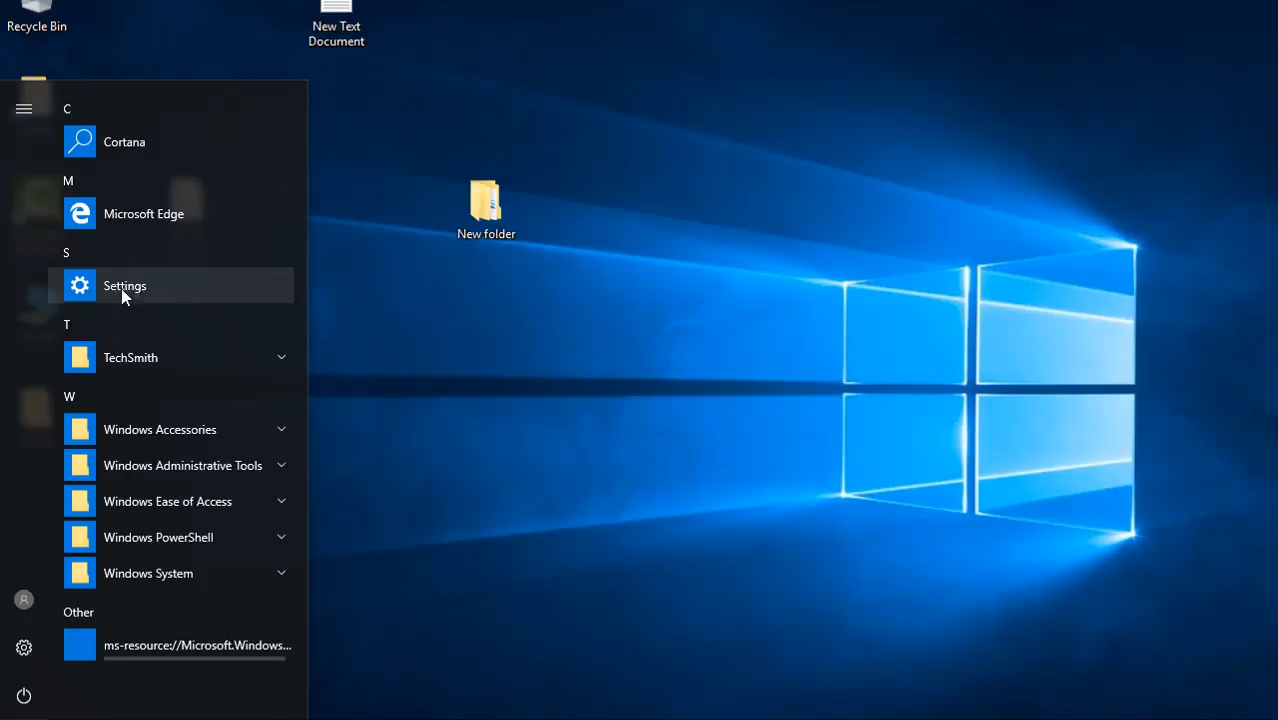 Recycle Bin
New Text
Document
C
Cortana
M
Microsoft Edge
S
Settings
T
TechSmith
W
Windows Accessories
Windows Administrative Tools
Windows Ease of Access
Windows PowerShell
Windows System
Other
ms-resource://Microsoft.Windows...
New folder